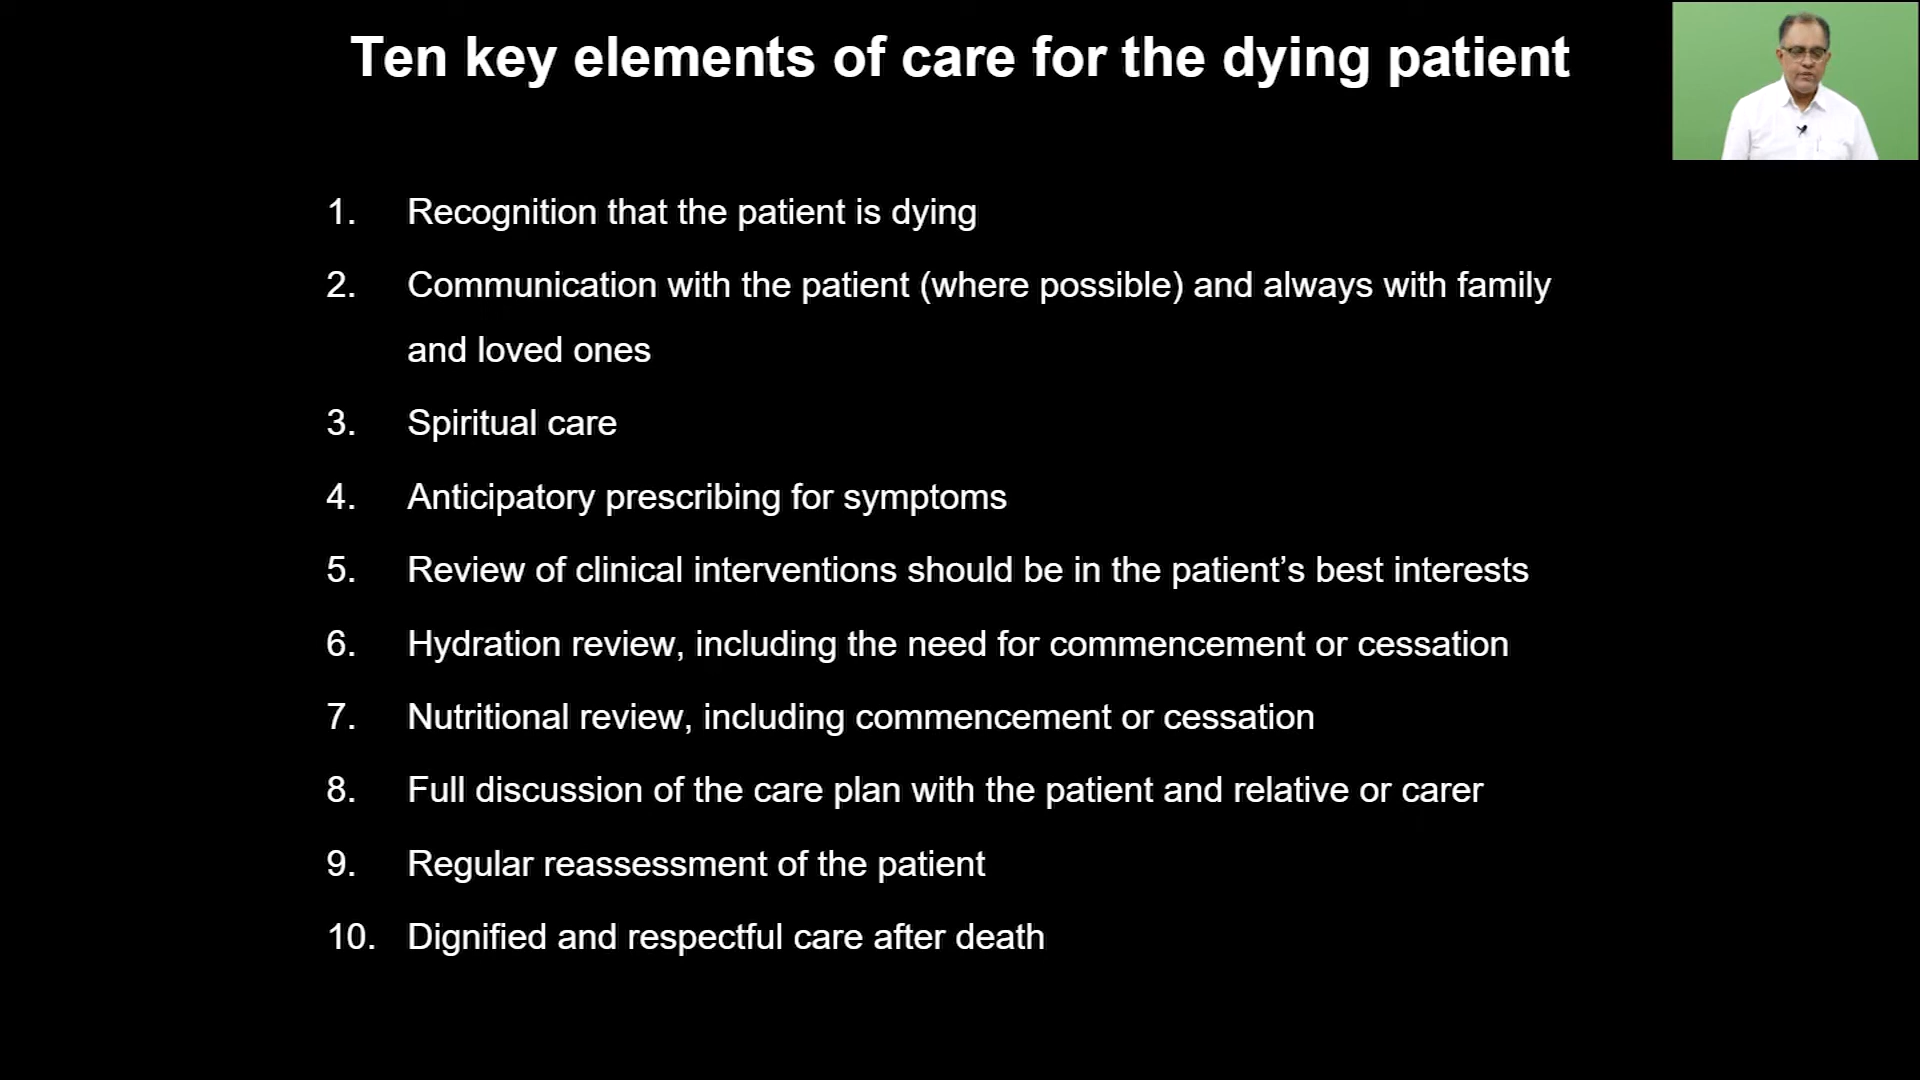 Ten key elements of care for the dying patient
1. Recognition that the patient is dying
2. Communication with the patient (where possible) and always with family
and loved ones
3. Spiritual care
4. Anticipatory prescribing for symptoms
5. Review of clinical interventions should be in the patient’s best interests
6. Hydration review, including the need for commencement or cessation
7. Nutritional review, including commencement or cessation
8. Full discussion of the care plan with the patient and relative or carer
9. Regular reassessment of the patient
10. Dignified and respectful care after death